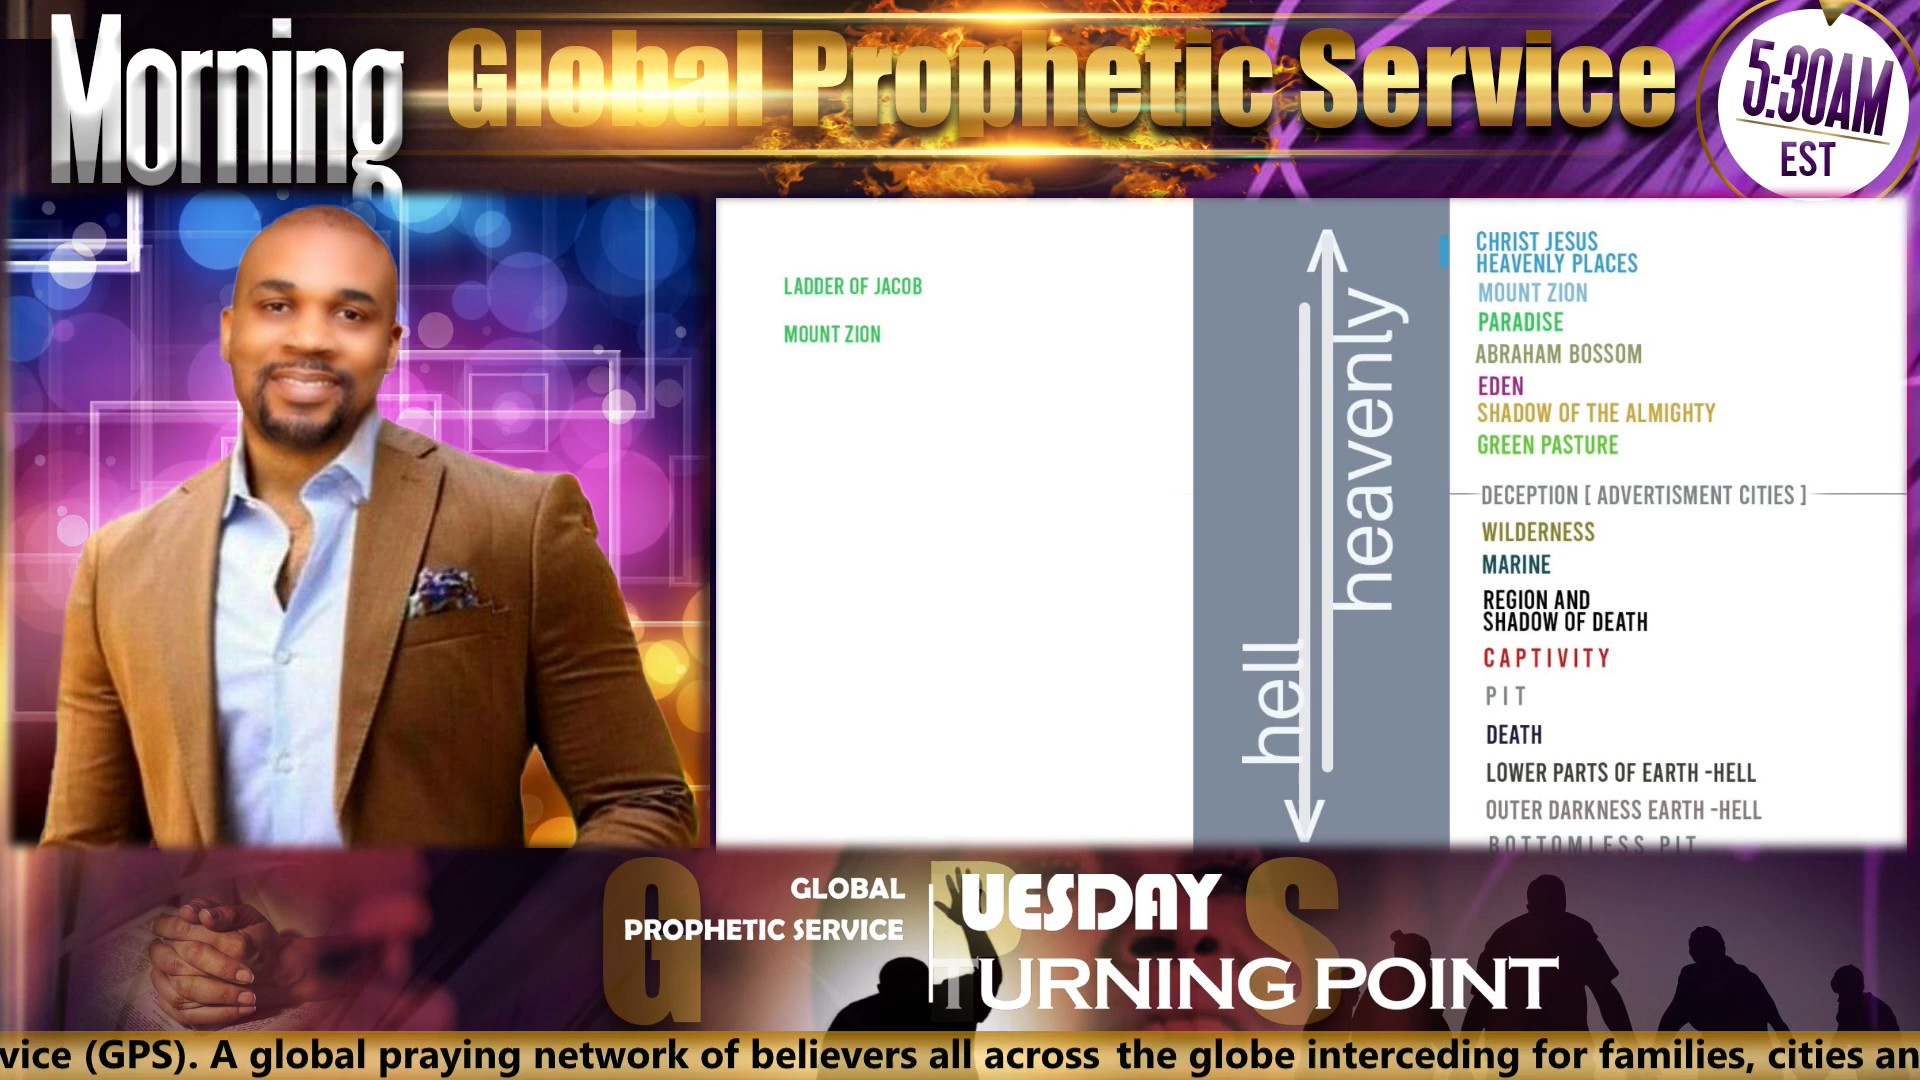 Morning
Global Prophetic Service
5:30AM
EST
LADDER OF JACOB
MOUNT ZION
heavenly
hell
CHRIST JESUS
HEAVENLY PLACES
MOUNT ZION
PARADISE
ABRAHAM BOSSOM
EDEN
SHADOW OF THE ALMIGHTY
GREEN PASTURE
DECEPTION [ ADVERTISMENT CITIES ]
WILDERNESS
MARINE
REGION AND
SHADOW OF DEATH
CAPTIVITY
PIT
DEATH
LOWER PARTS OF EARTH -HELL
OUTER DARKNESS EARTH -HELL
BOTTOMLESS PIT
G P S
GLOBAL
PROPHETIC SERVICE
UESDAY
TURNING POINT
vice (GPS). A global praying network of believers all across the globe interceding for families, cities an